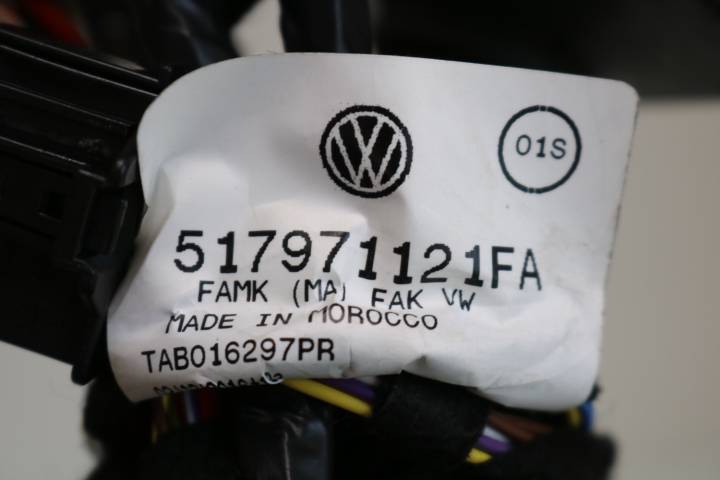 01S
517971121FA
FAMK (MA) FAK VW
MADE IN MOROCCO
TAB016297PR